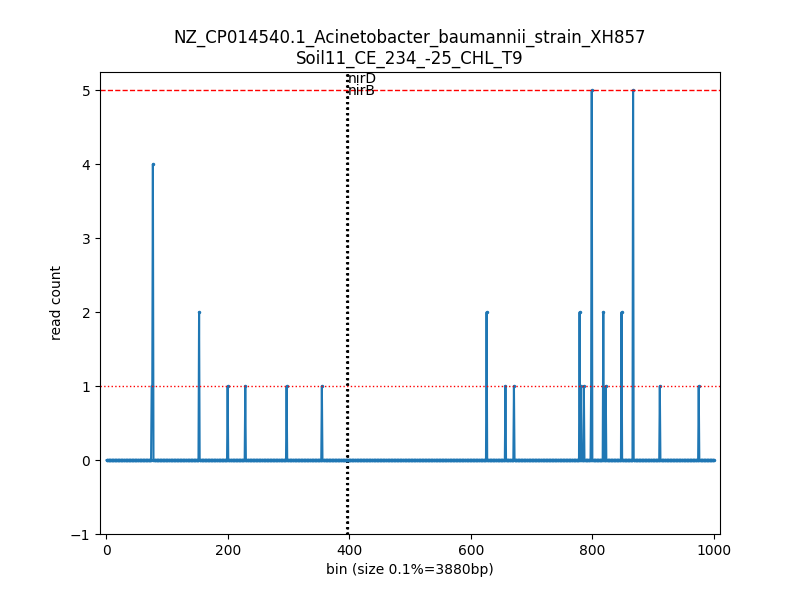 NZ_CP014540.1_Acinetobacter_baumannii_strain_XH857
Soil11_CE_234_-25_CHL_T9
nirD
nirB
5
4
3
2
1
0
−1
read count
0 200 400 600 800 1000
bin (size 0.1%=3880bp)